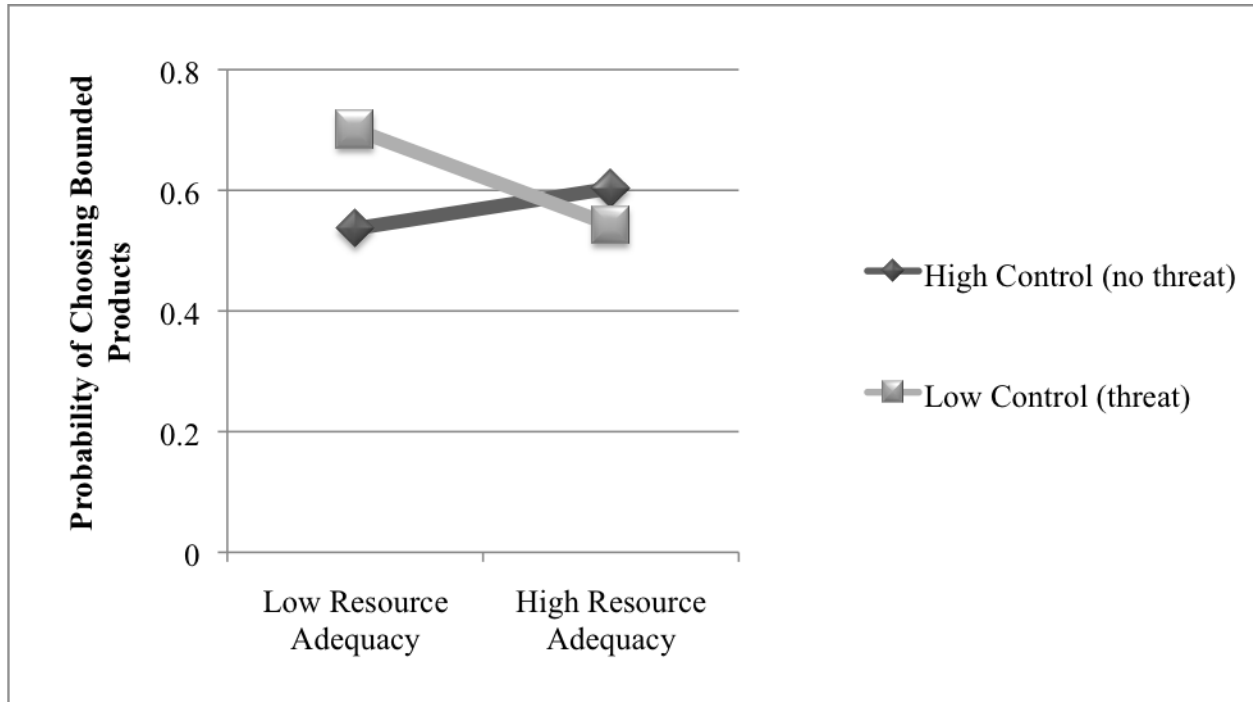 Probability of Choosing Bounded
Products
0.8
0.6
0.4
0.2
0
Low Resource
Adequacy
High Resource
Adequacy
High Control (no threat)
Low Control (threat)